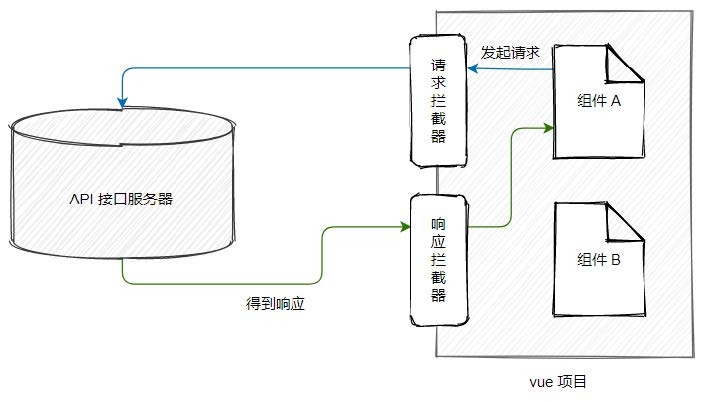 发起请求
请求拦截器
组件 A
API 接口服务器
响应拦截器
组件 B
得到响应
vue 项目